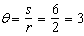 θ = s/r = 6/2 = 3